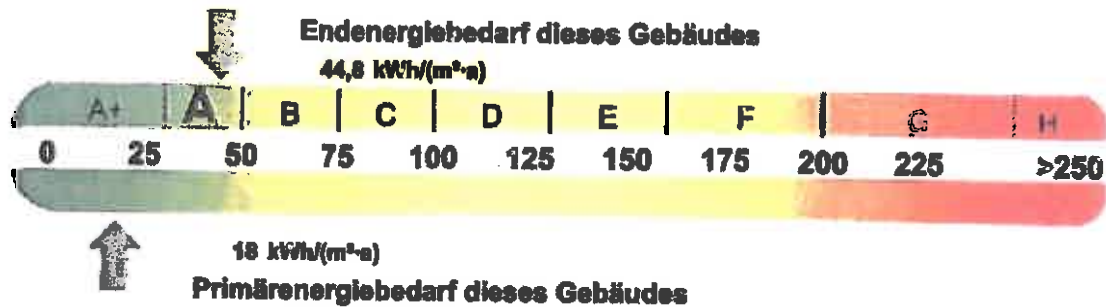 Endenergiebedarf dieses Gebäudes
44,8 kWh/(m²·a)
A+ A B C D E F G H
0 25 50 75 100 125 150 175 200 225 >250
18 kWh/(m²·a)
Primärenergiebedarf dieses Gebäudes